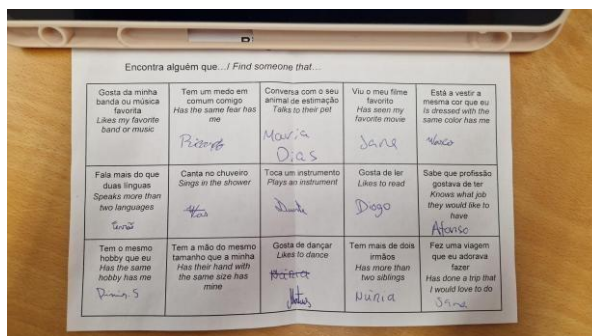 Encontra alguém que…/ Find someone that…
Gosta da minha
banda ou música
favorita
Likes my favorite
band or music
Tem um medo em
comum comigo
Has the same fear has
me
Conversa com o seu
animal de estimação
Talks to their pet
Maria
Dias
Viu o meu filme
favorito
Has seen my
favorite movie
Jane
Está a vestir a
mesma cor que eu
Is dressed with the
same color has me
Marco
Fala mais do que
duas línguas
Speaks more than
two languages
Canta no chuveiro
Sings in the shower
Toca um instrumento
Plays an instrument
Gosta de ler
Likes to read
Diogo
Sabe que profissão
gostava de ter
Knows what job
they would like to
have
Afonso
Tem o mesmo
hobby que eu
Has the same
hobby has me
Tem a mão do mesmo
tamanho que a minha
Has their hand with
the same size has
mine
Gosta de dançar
Likes to dance
Tem mais de dois
irmãos
Has more than
two siblings
Núria
Fez uma viagem
que eu adorava
fazer
Has done a trip that
I would love to do